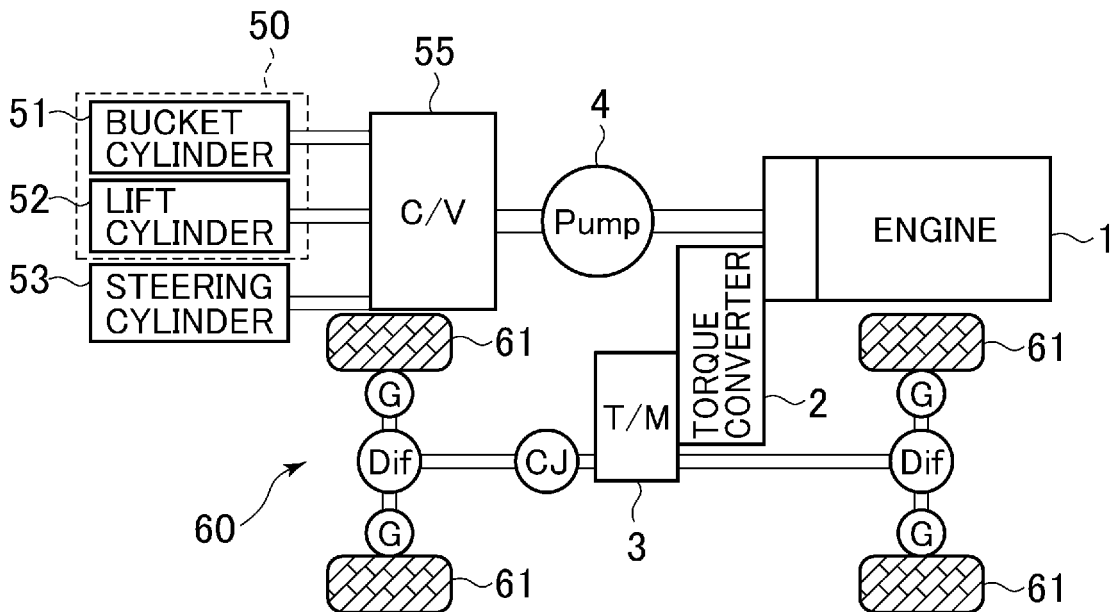 50
55
51
BUCKET
CYLINDER
4
52
LIFT
CYLINDER
C/V
Pump
ENGINE
1
53
STEERING
CYLINDER
61
TORQUE
CONVERTER
61
G
T/M
2
G
Dif
CJ
Dif
60
G
3
G
61
61